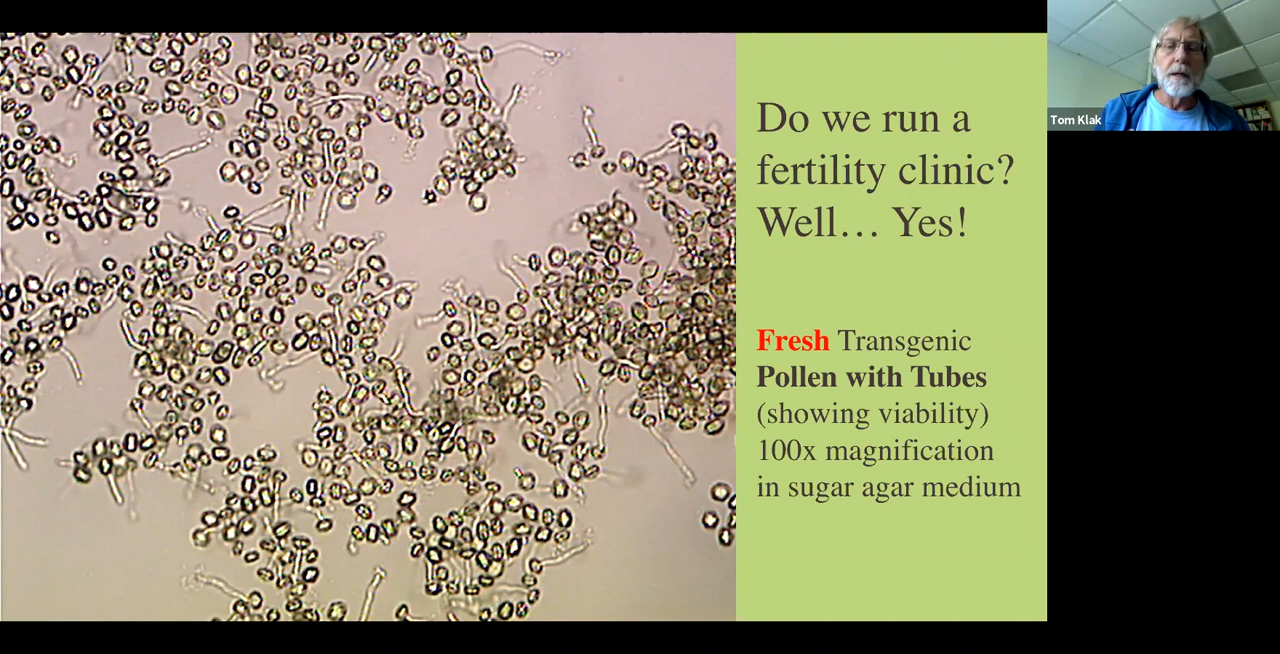 Do we run a
fertility clinic?
Well… Yes!
Fresh Transgenic
Pollen with Tubes
(showing viability)
100x magnification
in sugar agar medium
Tom Klak